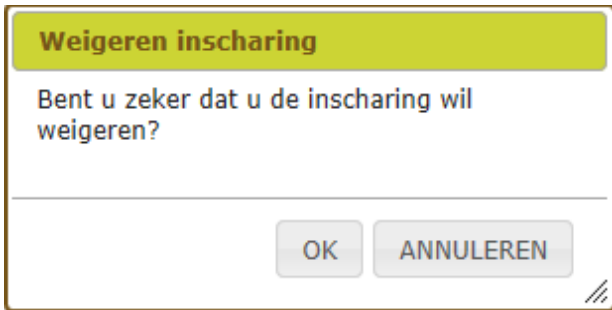 Weigeren inscharing
Bent u zeker dat u de inscharing wil
weigeren?
OK
ANNULEREN